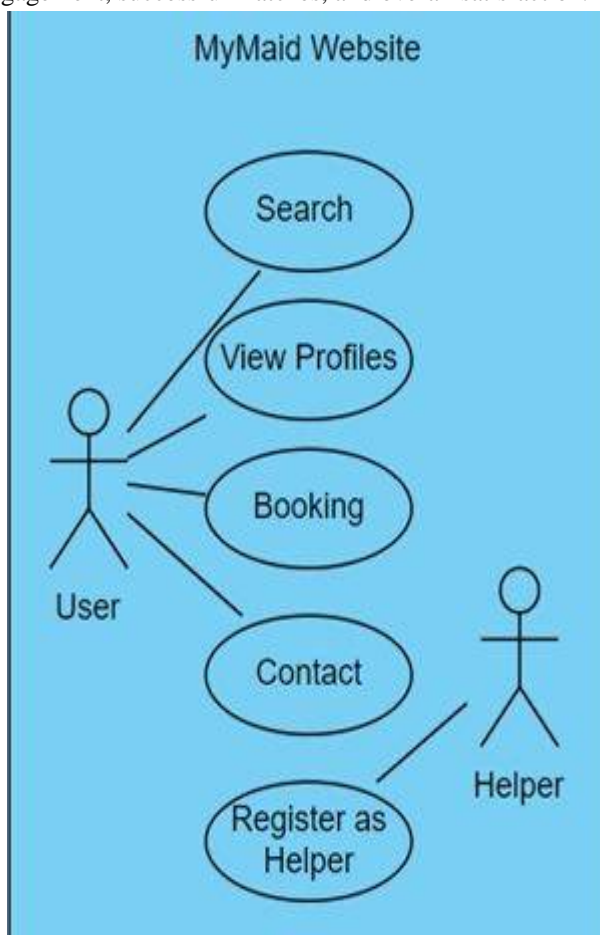 MyMaid Website
Search
View Profiles
Booking
User
Contact
Helper
Register as
Helper